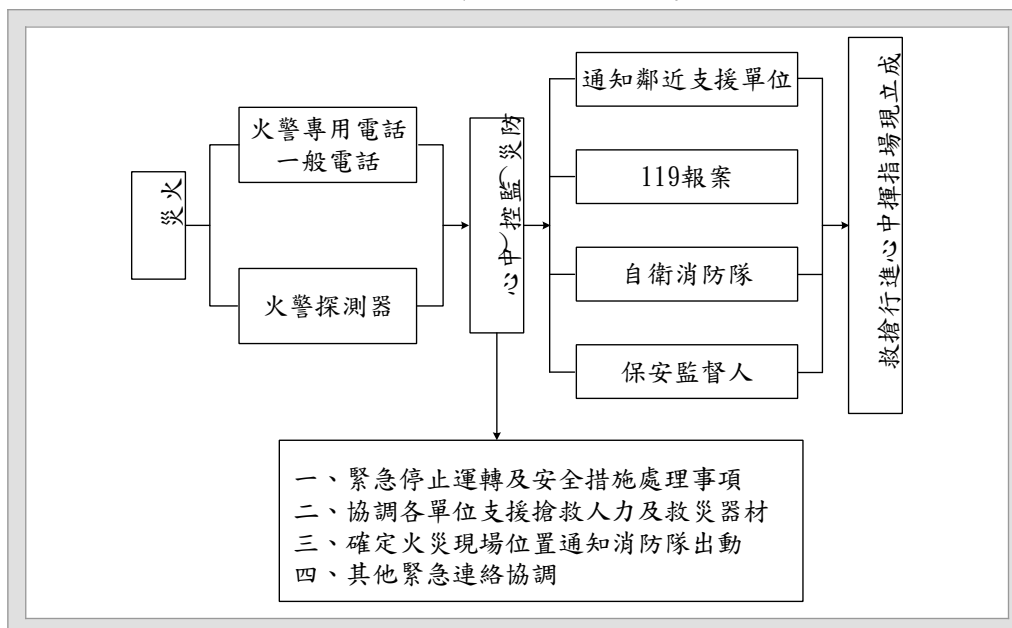 火災
火警專用電話
一般電話
火警探測器
防災(監控)中心
通知鄰近支援單位
119報案
自衛消防隊
保安監督人
成立現場指揮中心進行搶救
一、緊急停止運轉及安全措施處理事項
二、協調各單位支援搶救人力及救災器材
三、確定火災現場位置通知消防隊出動
四、其他緊急連絡協調